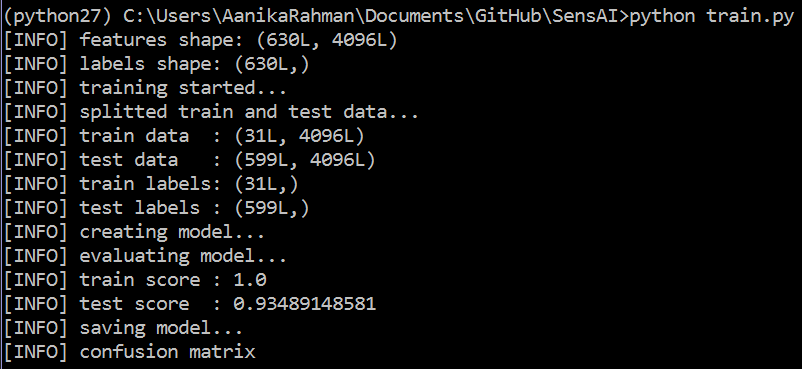 (python27) C:\Users\AanikaRahman\Documents\GitHub\SensAI>python train.py
[INFO] features shape: (630L, 4096L)
[INFO] labels shape: (630L,)
[INFO] training started...
[INFO] splitted train and test data...
[INFO] train data  : (31L, 4096L)
[INFO] test data   : (599L, 4096L)
[INFO] train labels: (31L,)
[INFO] test labels : (599L,)
[INFO] creating model...
[INFO] evaluating model...
[INFO] train score : 1.0
[INFO] test score  : 0.93489148581
[INFO] saving model...
[INFO] confusion matrix